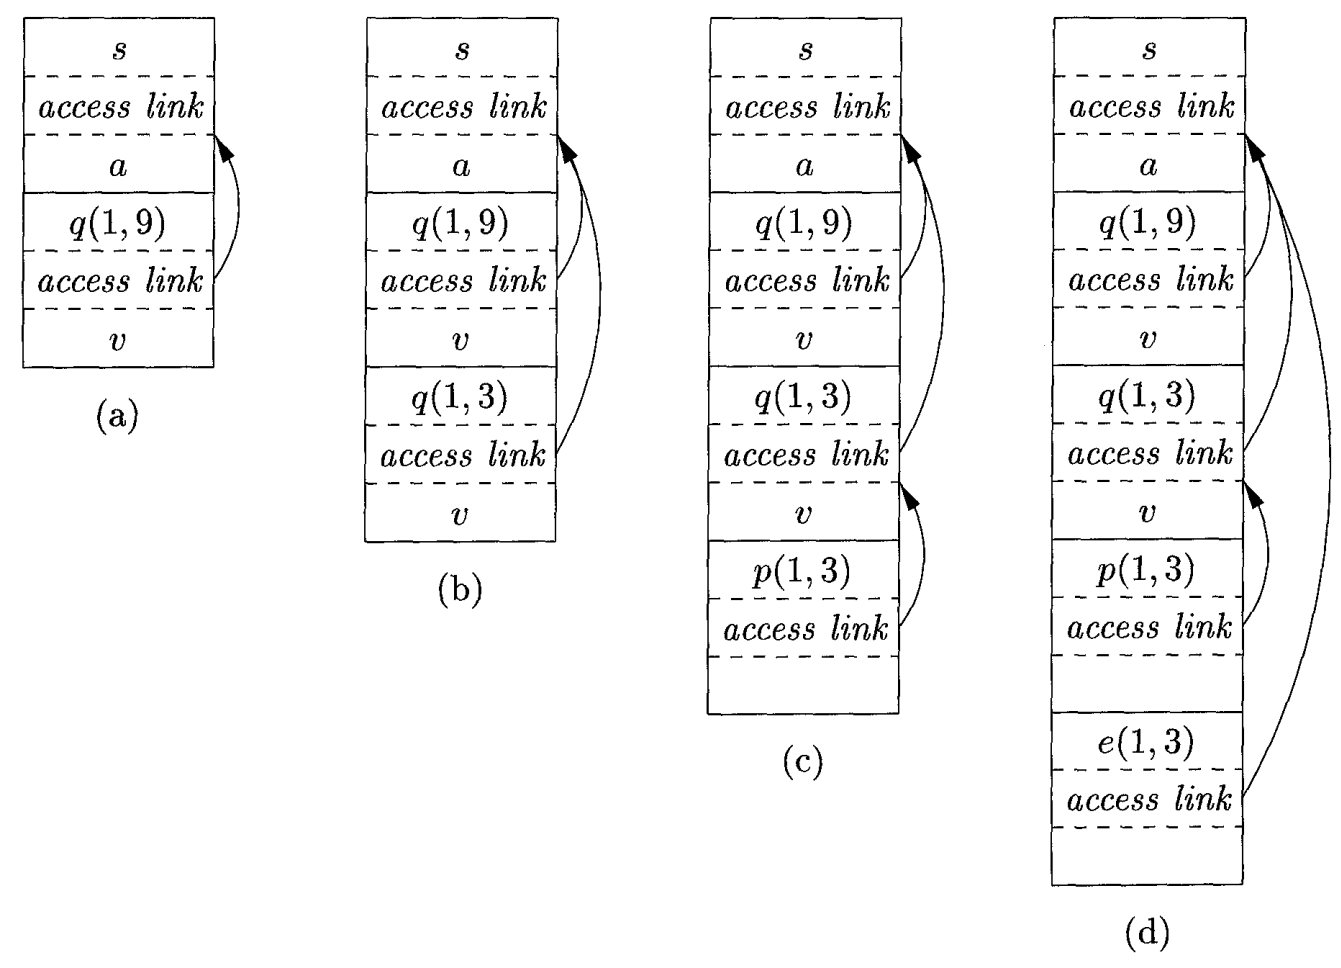 s
access link
a
q(1, 9)
access link
v
(a)
s
access link
a
q(1, 9)
access link
v
q(1, 3)
access link
v
(b)
s
access link
a
q(1, 9)
access link
v
q(1, 3)
access link
v
p(1, 3)
access link
(c)
s
access link
a
q(1, 9)
access link
v
q(1, 3)
access link
v
p(1, 3)
access link
e(1, 3)
access link
(d)